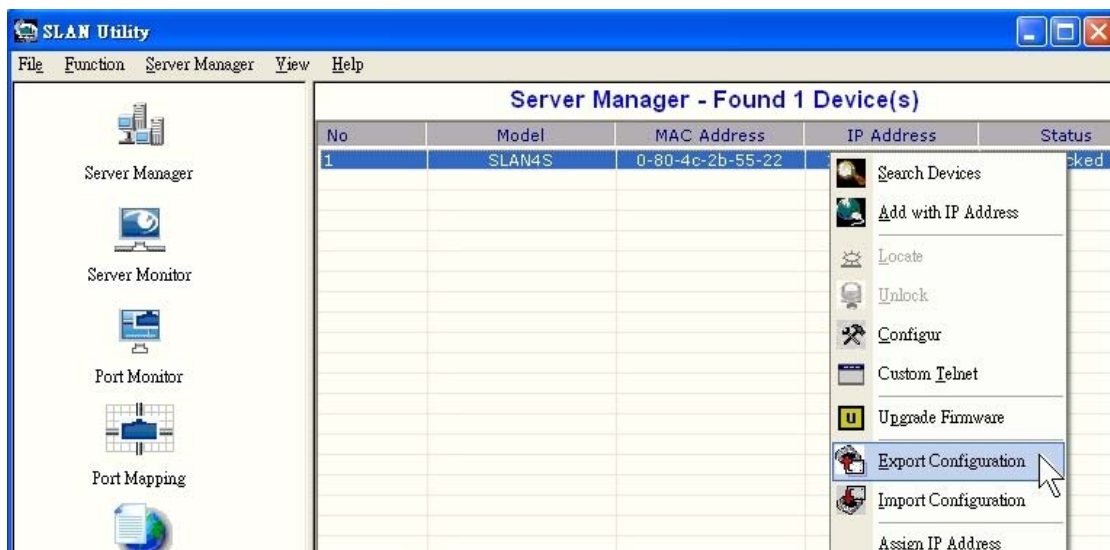 SLAN Utility
File Function Server Manager View Help
Server Manager - Found 1 Device(s)
No Model MAC Address IP Address Status
1 SLAN4S 0-80-4c-2b-55-22
Server Manager
Server Monitor
Port Monitor
Port Mapping
Search Devices
Add with IP Address
Locate
Unlock
Configur
Custom Telnet
U Upgrade Firmware
Export Configuration
Import Configuration
Assign IP Address